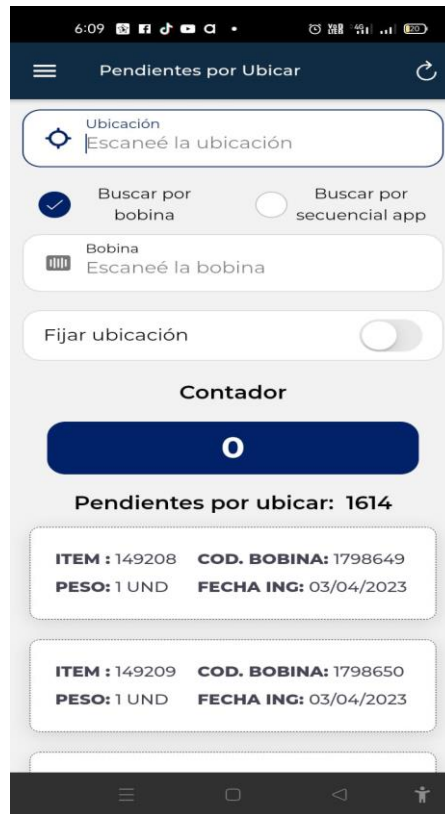 6:09
Pendientes por Ubicar
Ubicación
Escaneé la ubicación
Buscar por
bobina
Buscar por
secuencial app
Bobina
Escaneé la bobina
Fijar ubicación
Contador
0
Pendientes por ubicar: 1614
ITEM : 149208 COD. BOBINA: 1798649
PESO: 1 UND FECHA ING: 03/04/2023
ITEM : 149209 COD. BOBINA: 1798650
PESO: 1 UND FECHA ING: 03/04/2023